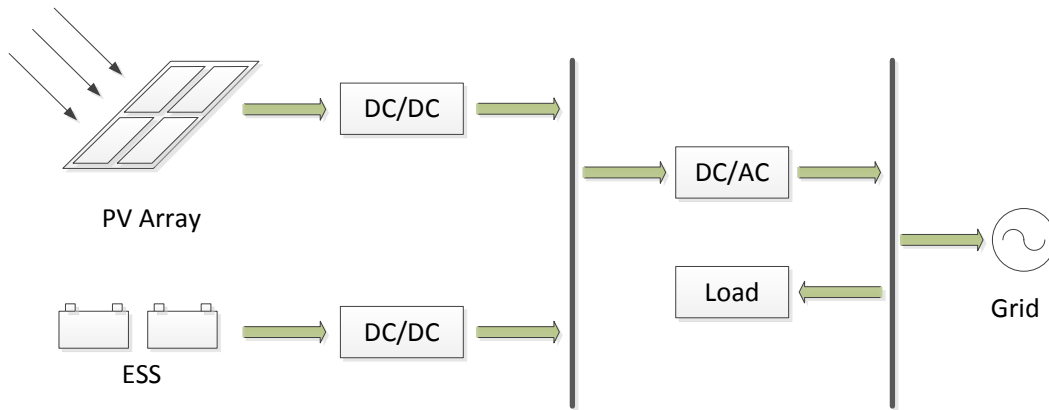 DC/DC
PV Array
DC/AC
Load
Grid
DC/DC
ESS